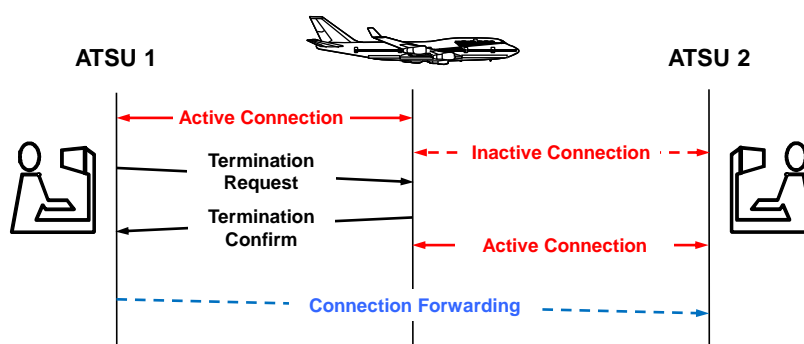 ATSU 1
ATSU 2
Active Connection
Inactive Connection
Termination
Request
Termination
Confirm
Active Connection
Connection Forwarding